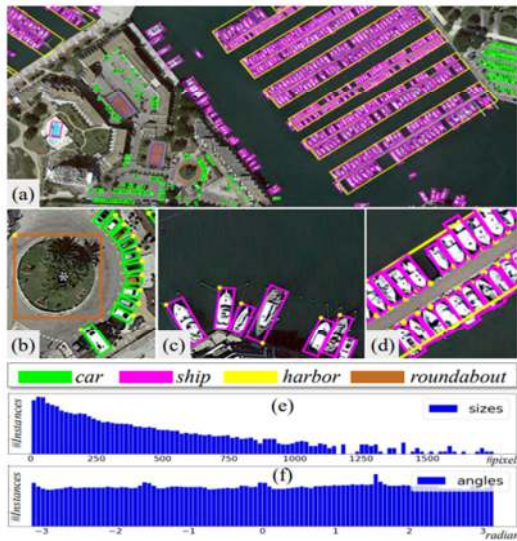 (a)
(b) (c) (d)
car ship harbor roundabout
#Instances (e) sizes
0 250 500 750 1000 1250 1500 #pixel
#Instances (f) angles
−3 −2 −1 0 1 2 3 radian